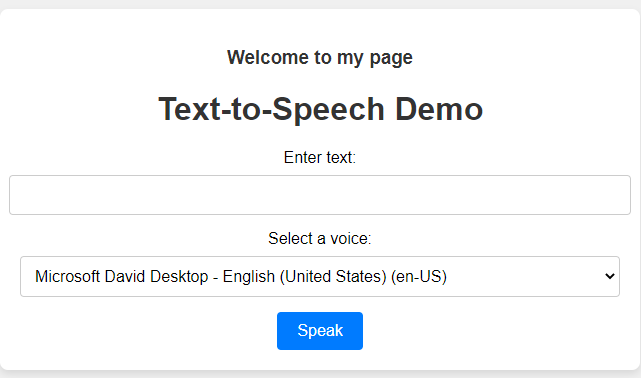 Welcome to my page
Text-to-Speech Demo
Enter text:
Select a voice:
Microsoft David Desktop - English (United States) (en-US)
Speak